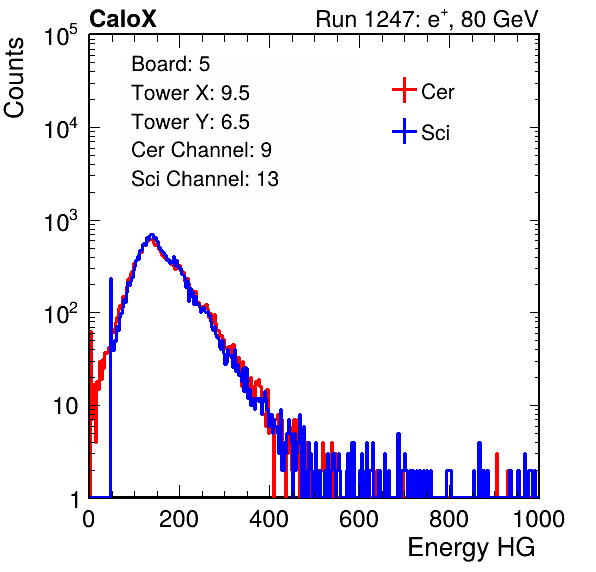 CaloX Run 1247: e⁺, 80 GeV
Counts
10⁵
10⁴
10³
10²
10
1
Board: 5
Tower X: 9.5
Tower Y: 6.5
Cer Channel: 9
Sci Channel: 13
Cer
Sci
0 200 400 600 800 1000
Energy HG